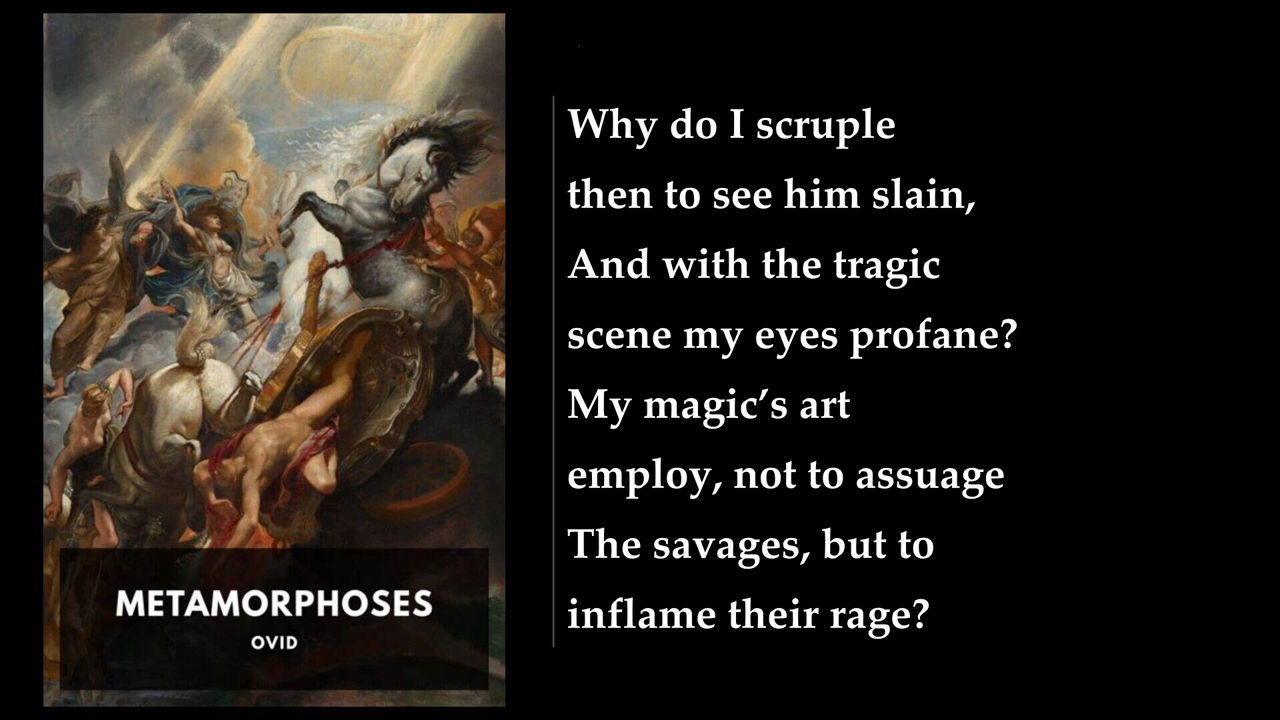 METAMORPHOSES
OVID
Why do I scruple
then to see him slain,
And with the tragic
scene my eyes profane?
My magic’s art
employ, not to assuage
The savages, but to
inflame their rage?